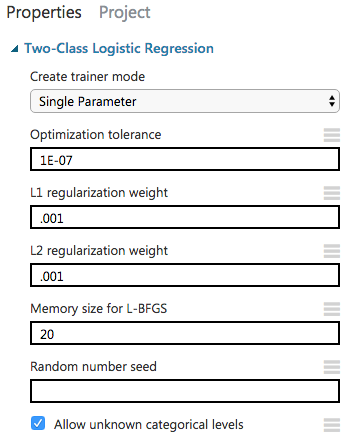 Properties Project
Two-Class Logistic Regression
Create trainer mode
Single Parameter
Optimization tolerance
1E-07
L1 regularization weight
.001
L2 regularization weight
.001
Memory size for L-BFGS
20
Random number seed
Allow unknown categorical levels